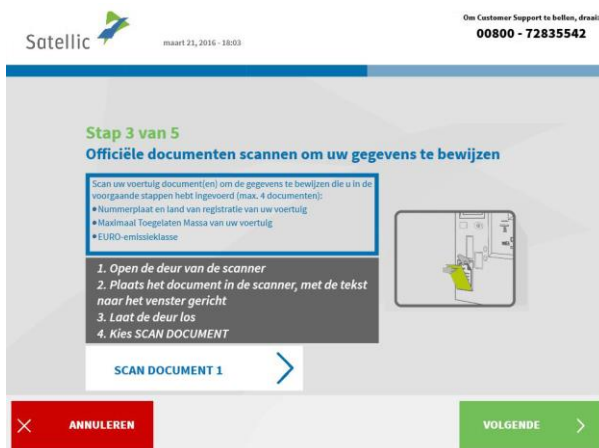 Satellic
maart 21, 2016 - 18:03
Om Customer Support te bellen, draai
00800 - 72835542
Stap 3 van 5
Officiële documenten scannen om uw gegevens te bewijzen
Scan uw voertuig document(en) om de gegevens te bewijzen die u in de
voorgaande stappen hebt ingevoerd (max. 4 documenten):
• Nummerplaat en land van registratie van uw voertuig
• Maximaal Toegelaten Massa van uw voertuig
• EURO-emissieklasse
1. Open de deur van de scanner
2. Plaats het document in de scanner, met de tekst
naar het venster gericht
3. Laat de deur los
4. Kies SCAN DOCUMENT
SCAN DOCUMENT 1
ANNULEREN
VOLGENDE